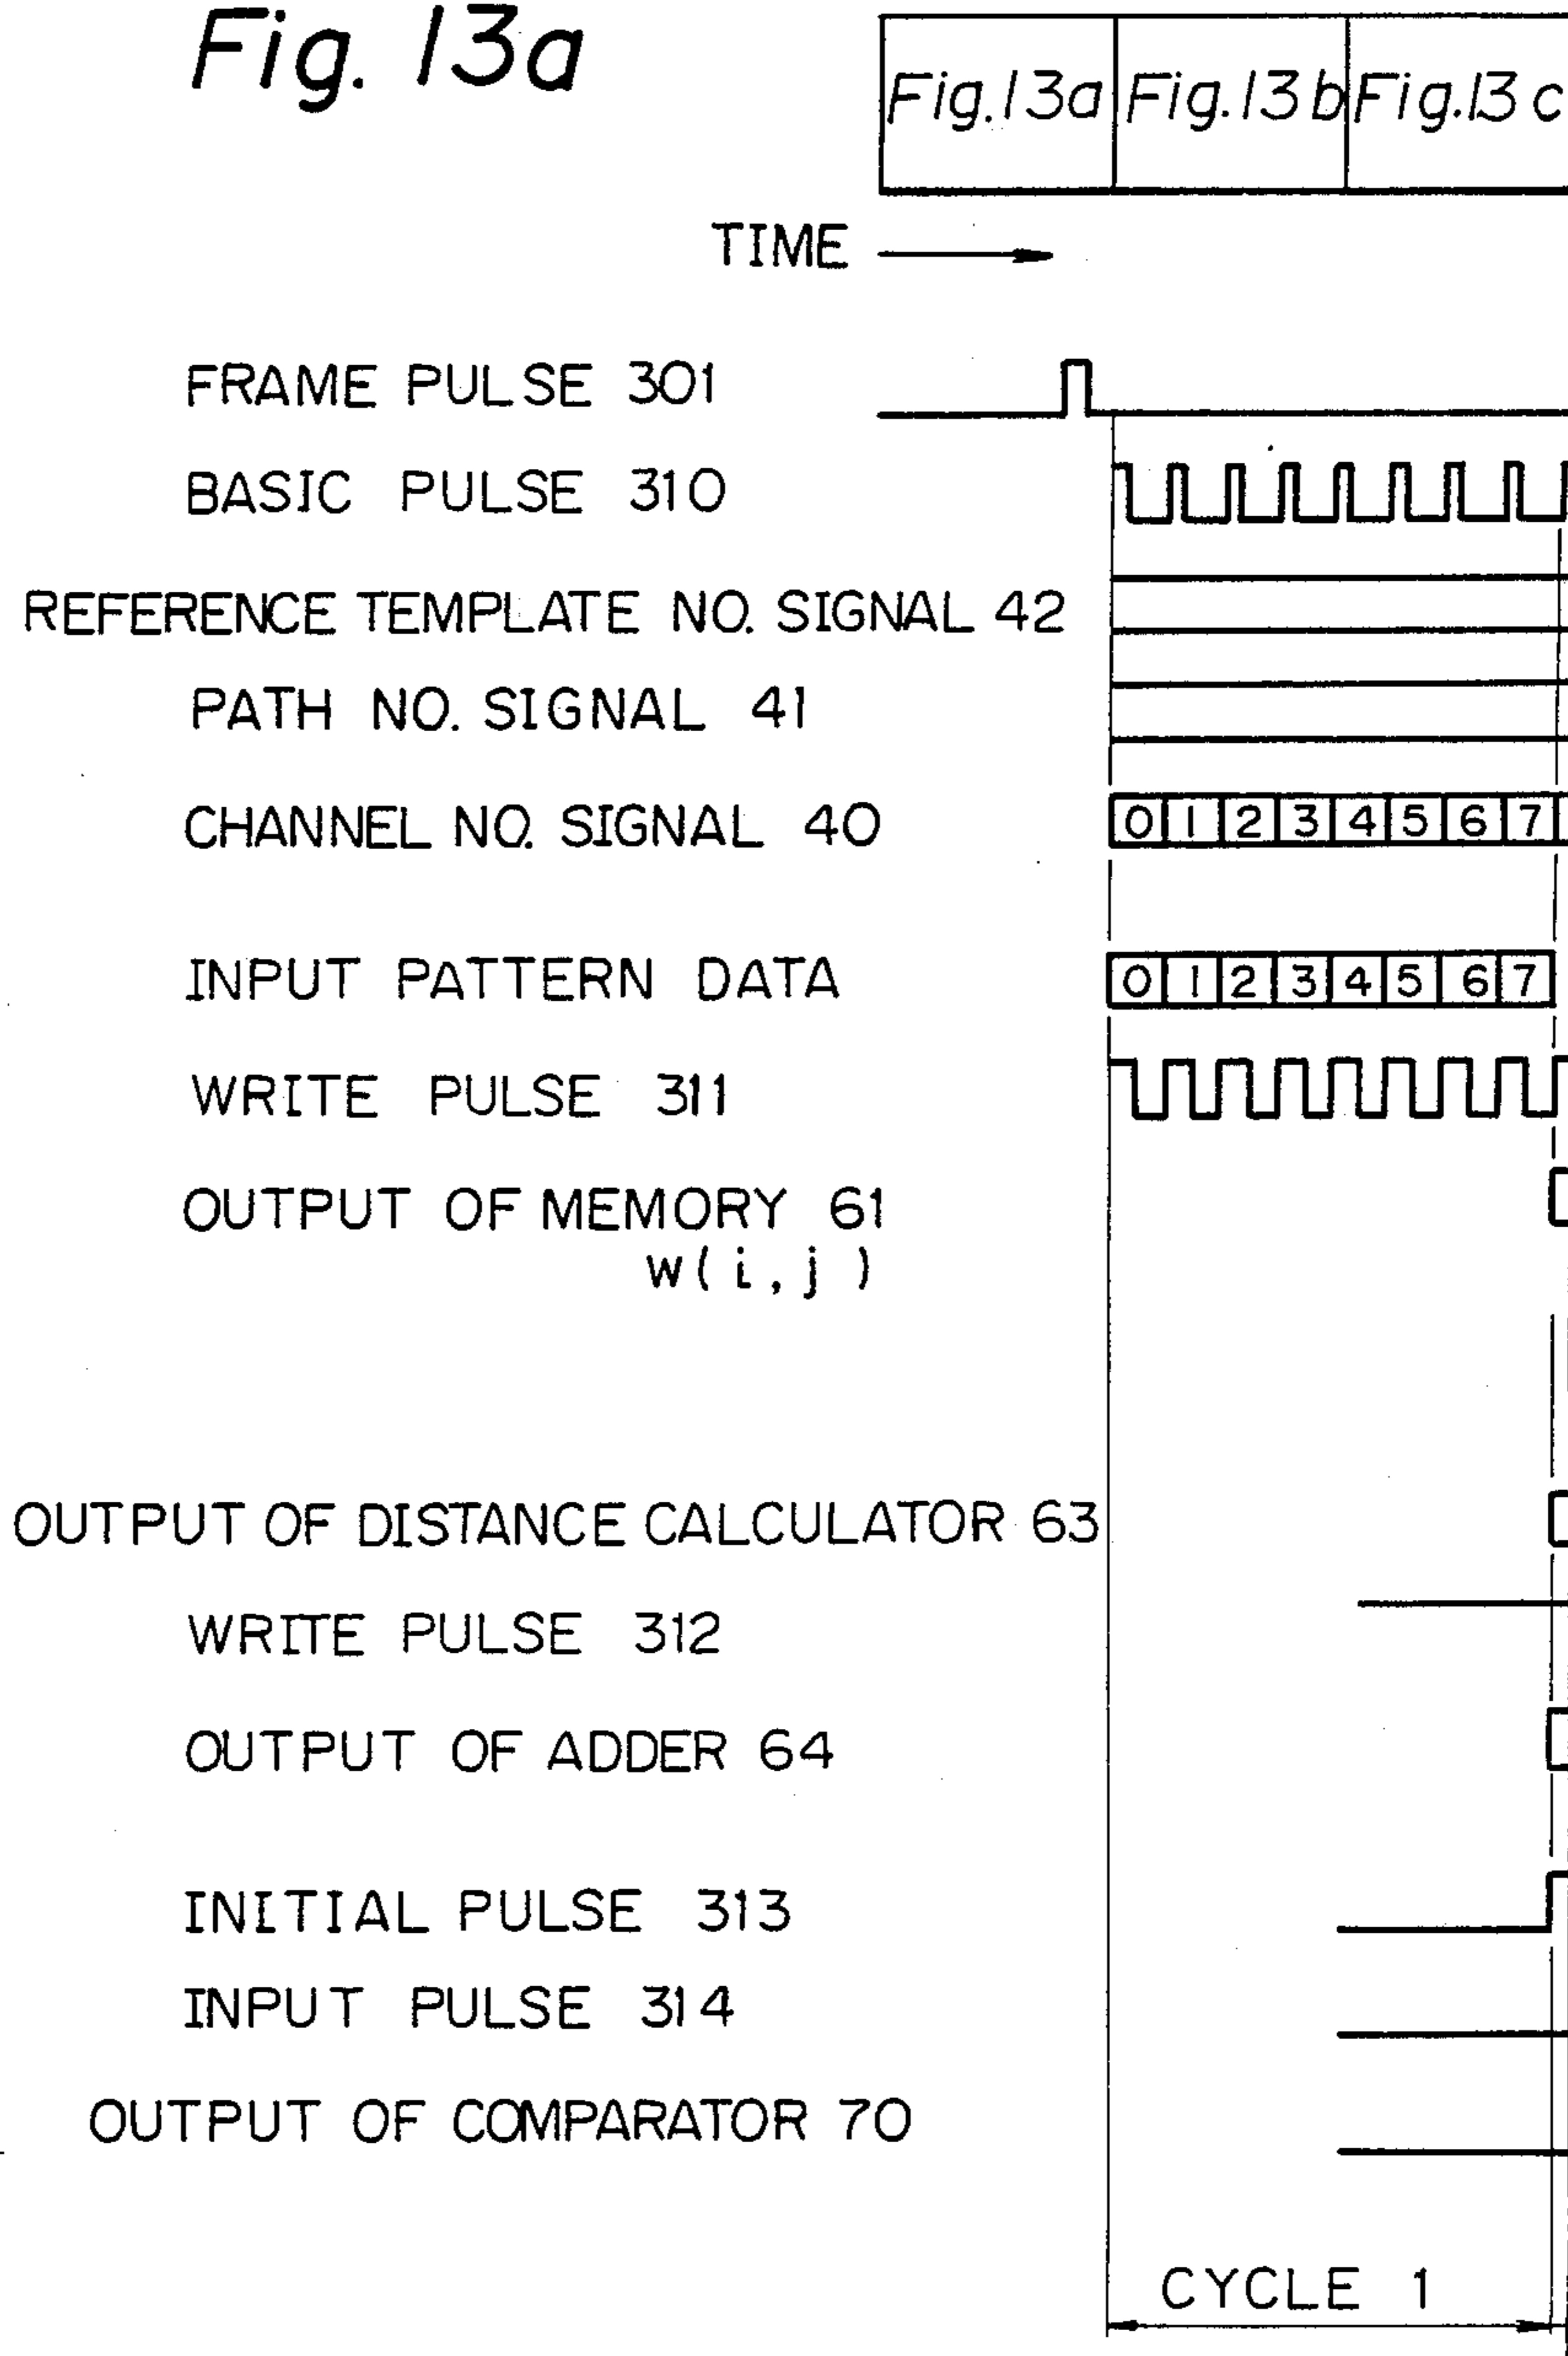 Fig. 13a
Fig.13a Fig.13b Fig.13c
TIME
FRAME PULSE 301
BASIC PULSE 310
REFERENCE TEMPLATE NO. SIGNAL 42
PATH NO. SIGNAL 41
CHANNEL NO. SIGNAL 40
0 1 2 3 4 5 6 7
INPUT PATTERN DATA
0 1 2 3 4 5 6 7
WRITE PULSE 311
OUTPUT OF MEMORY 61
w(i,j)
OUTPUT OF DISTANCE CALCULATOR 63
WRITE PULSE 312
OUTPUT OF ADDER 64
INITIAL PULSE 313
INPUT PULSE 314
OUTPUT OF COMPARATOR 70
CYCLE 1